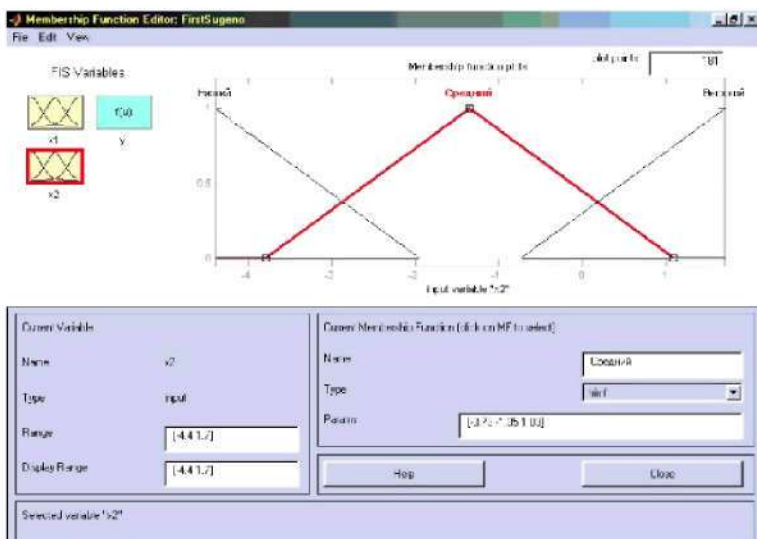 Membership Function Editor: FirstSugeno
File Edit View
FIS Variables
Membership function plots
plot points:
181
f(u)
x1
y
x2
Низкий
Средний
Высокий
1
0.5
0
-4
-3
-2
-1
0
1
input variable "x2"
Current Variable
Name
x2
Type
input
Range
[-4.4 1.7]
Display Range
[-4.4 1.7]
Current Membership Function (click on MF to select)
Name
Средний
Type
trimf
Params
Help
Close
Selected variable "x2"